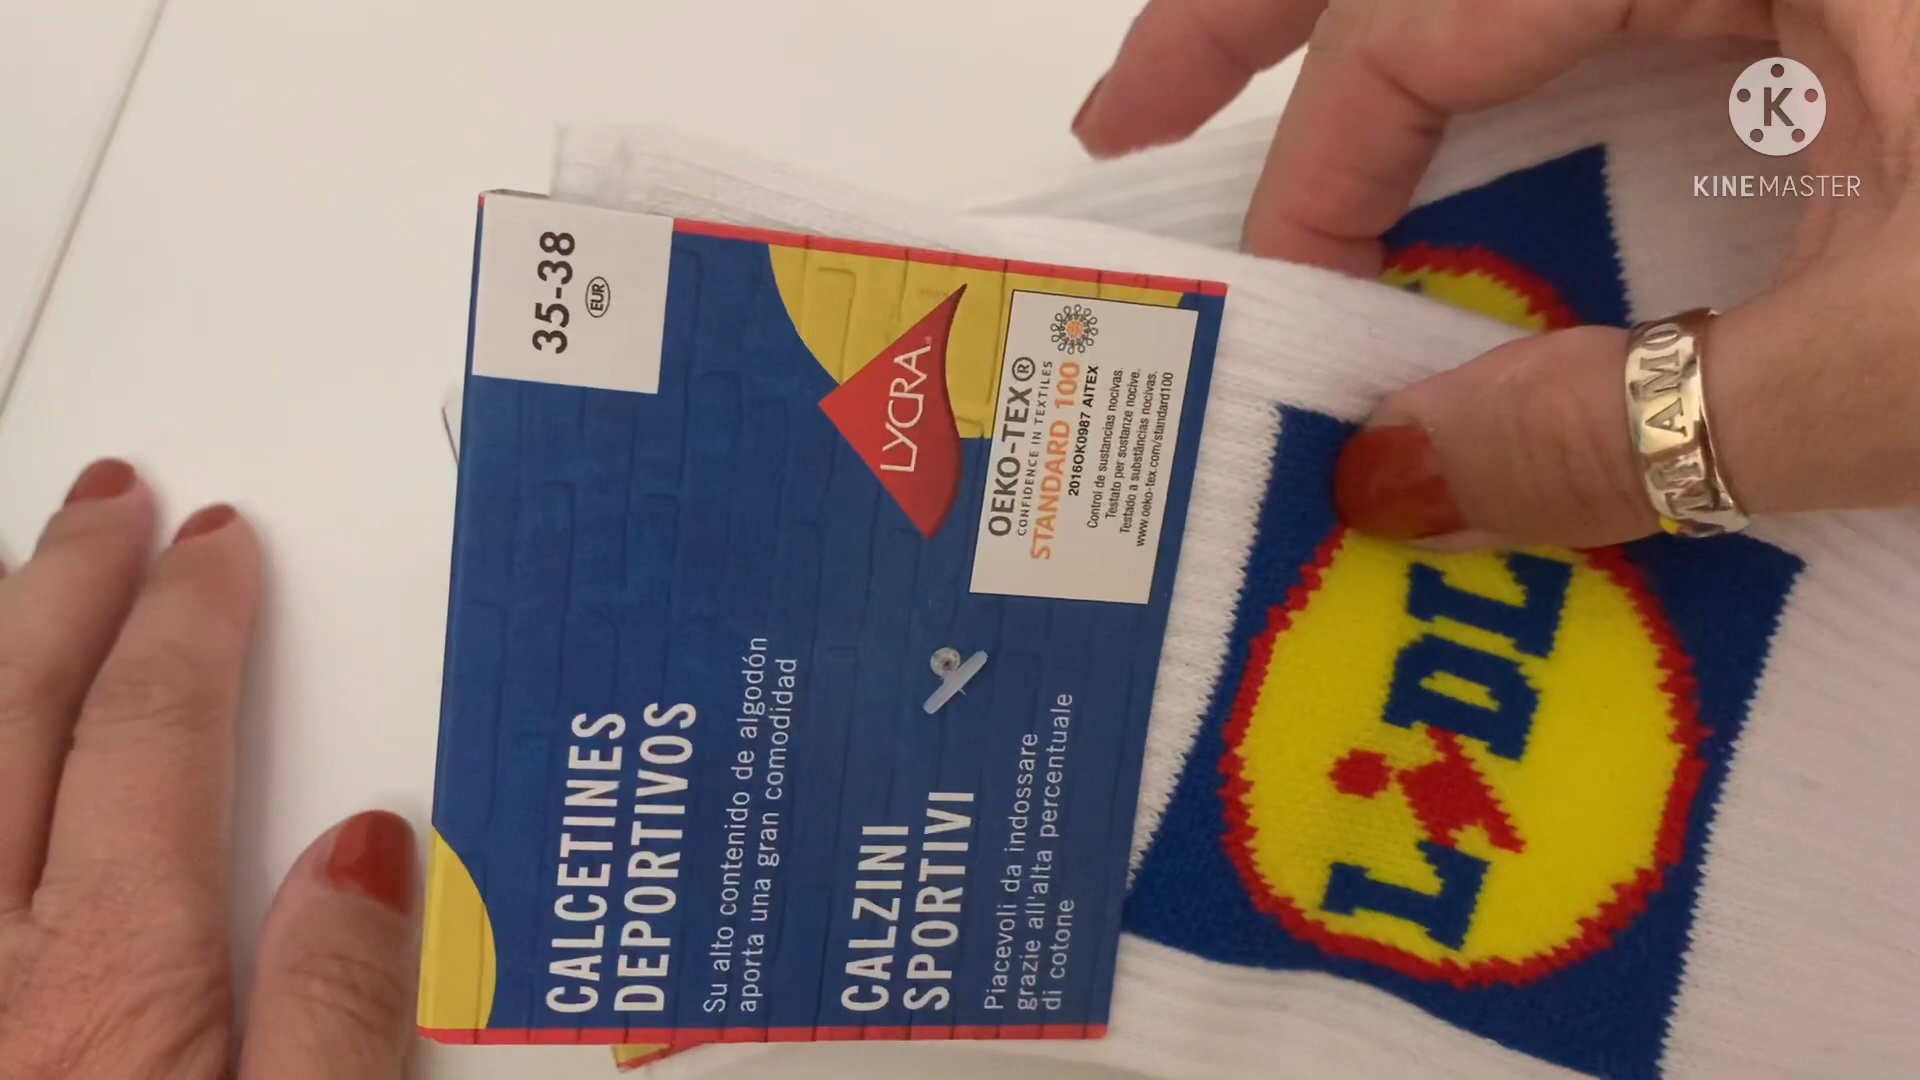 35-38
EUR
CALCETINES
DEPORTIVOS
Su alto contenido de algodón
aporta una gran comodidad
CALZINI
SPORTIVI
Piacevoli da indossare
grazie all'alta percentuale
di cotone
LYCRA®
OEKO-TEX®
CONFIDENCE IN TEXTILES
STANDARD 100
2016OK0987 AITEX
Control de sustancias nocivas.
Testato per sostanze nocive.
Testado a substâncias nocivas.
www.oeko-tex.com/standard100
LIDL
TI AMO
K
KINEMASTER